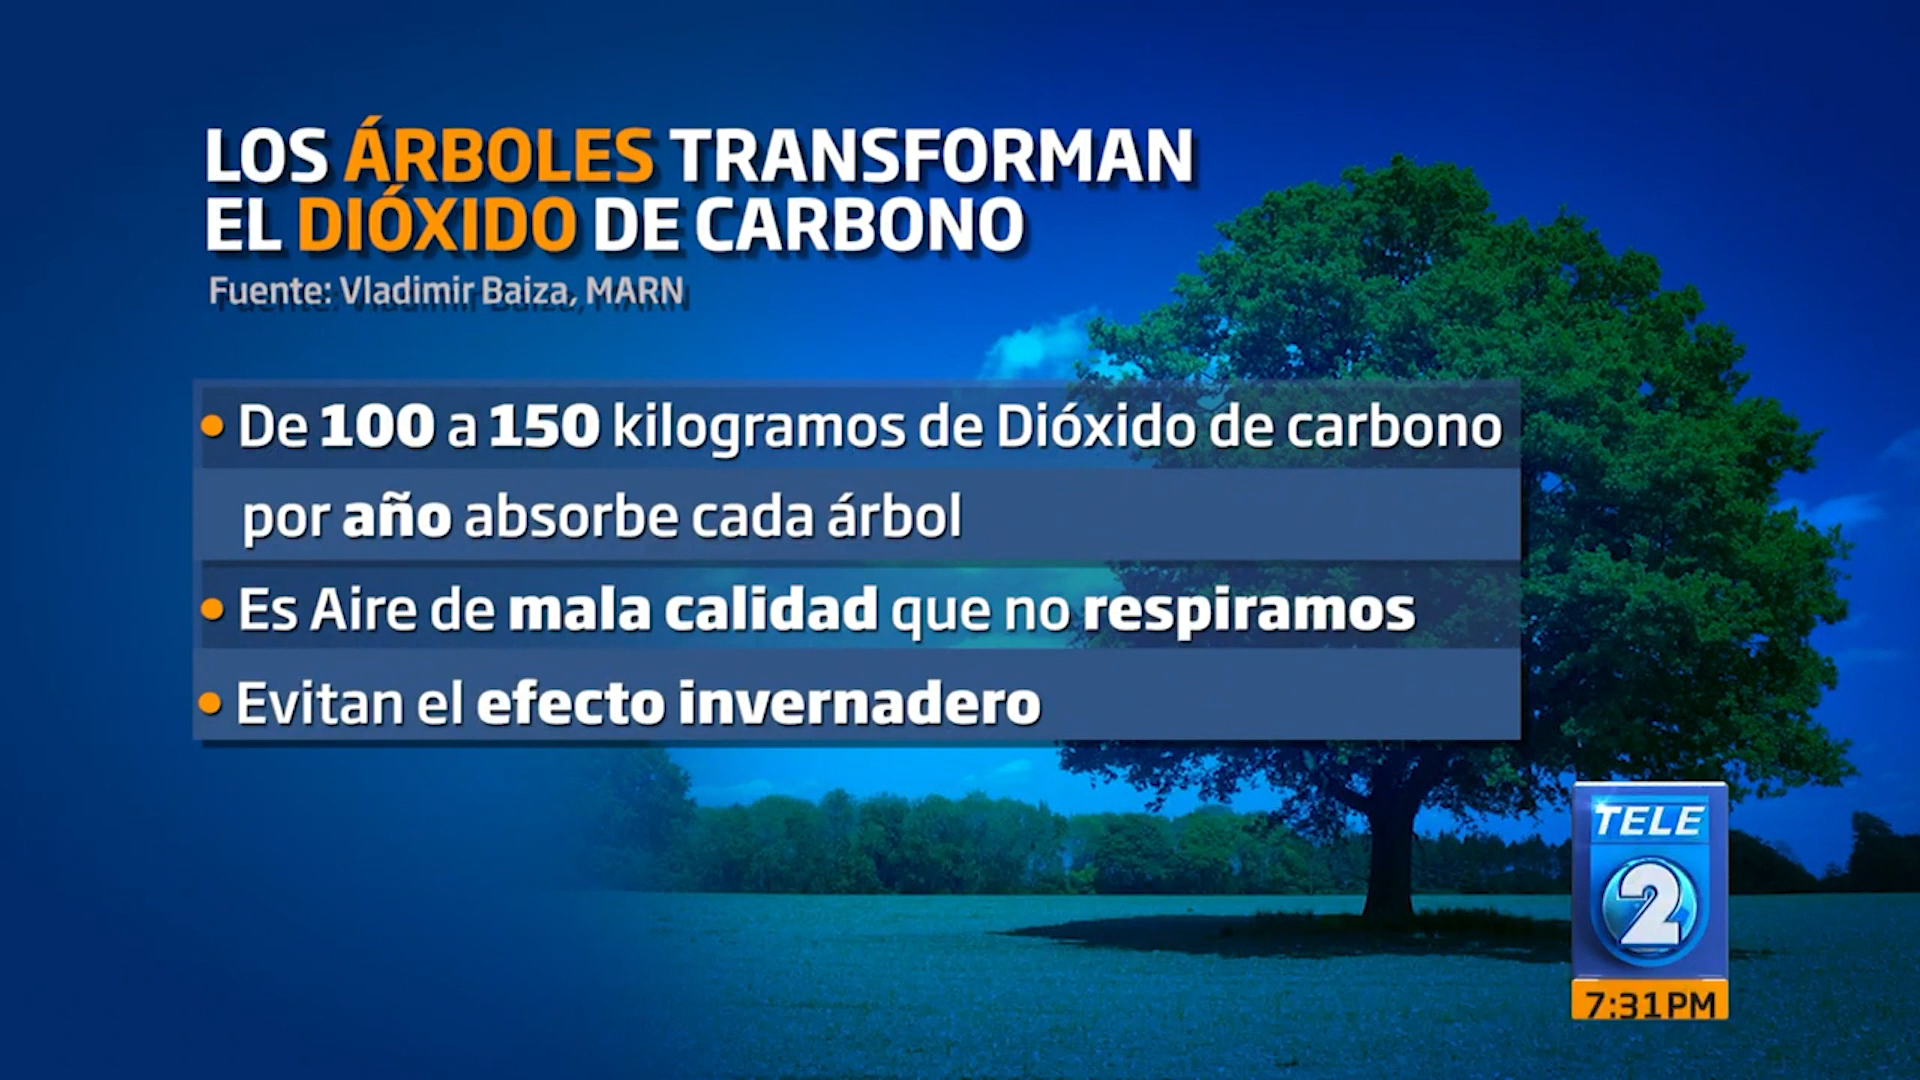 LOS ÁRBOLES TRANSFORMAN
EL DIÓXIDO DE CARBONO
Fuente: Vladimir Baiza, MARN
• De 100 a 150 kilogramos de Dióxido de carbono
por año absorbe cada árbol
• Es Aire de mala calidad que no respiramos
• Evitan el efecto invernadero
TELE
2
7:31PM